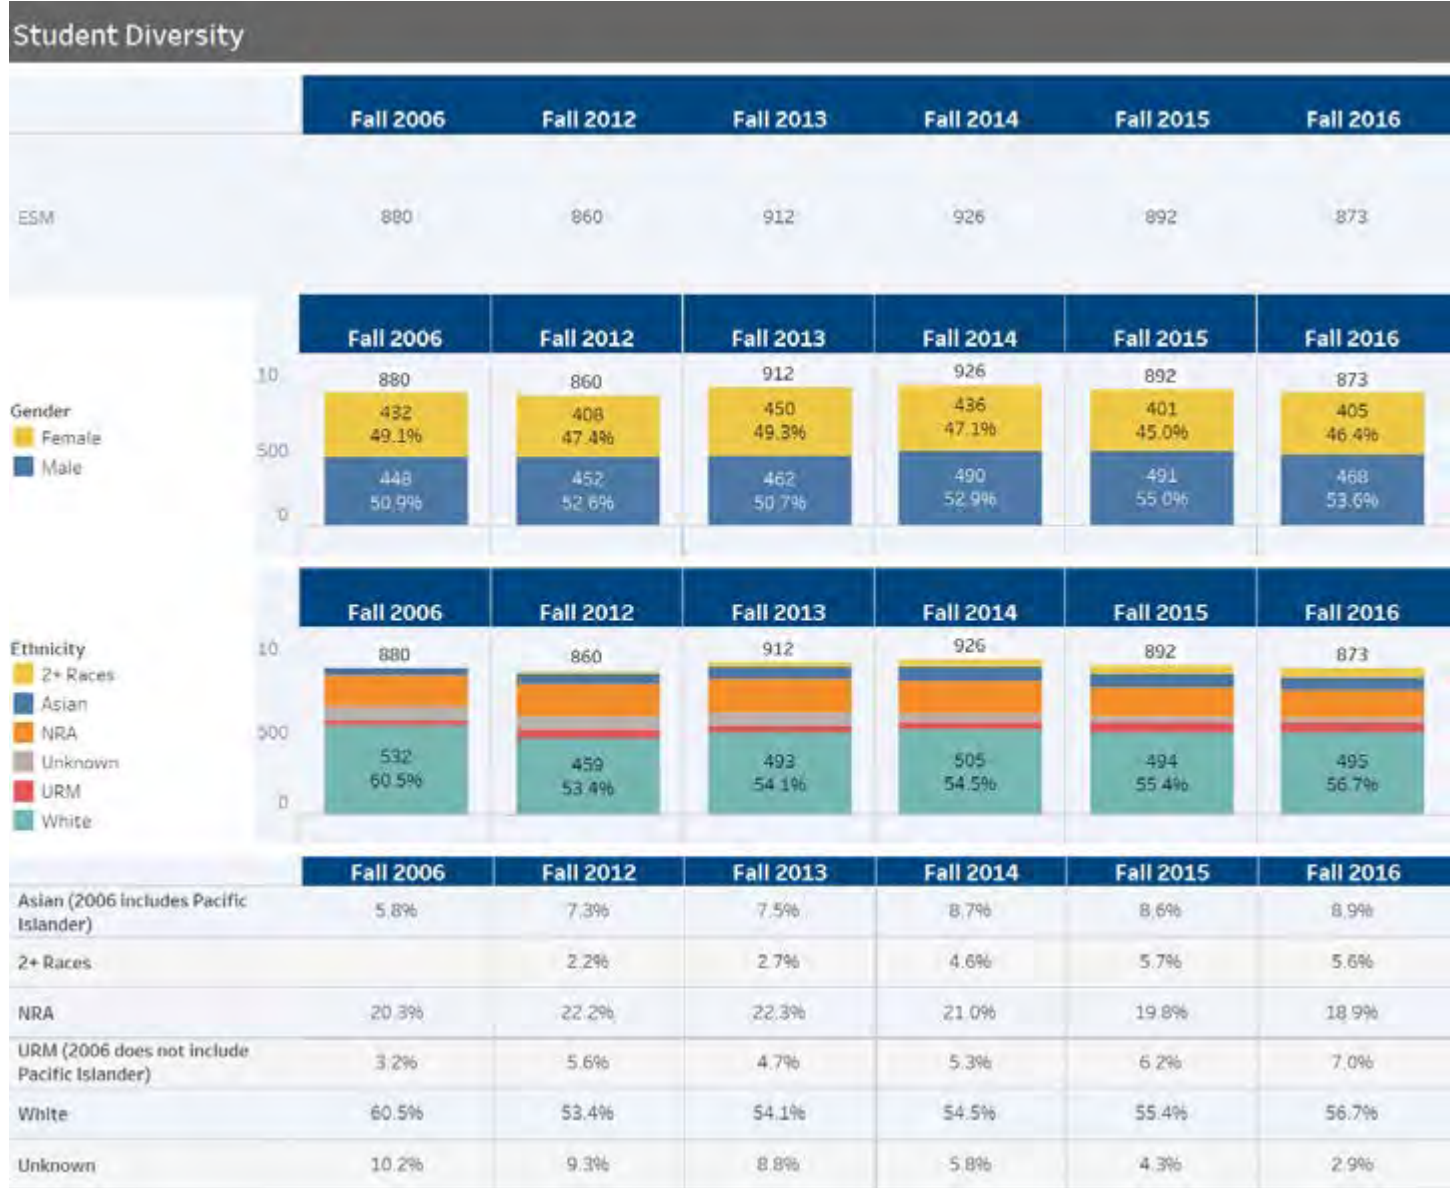 Student Diversity
Fall 2006 Fall 2012 Fall 2013 Fall 2014 Fall 2015 Fall 2016
ESM 880 860 912 926 892 873
Fall 2006 Fall 2012 Fall 2013 Fall 2014 Fall 2015 Fall 2016
10 880 860 912 926 892 873
Gender
Female
Male
432 408 450 436 401 405
49.1% 47.4% 49.3% 47.1% 45.0% 46.4%
500
448 452 462 490 491 468
50.9% 52.6% 50.7% 52.9% 55.0% 53.6%
0
Fall 2006 Fall 2012 Fall 2013 Fall 2014 Fall 2015 Fall 2016
10 880 860 912 926 892 873
Ethnicity
2+ Races
Asian
NRA
Unknown
URM
White
500
532 459 493 505 494 495
60.5% 53.4% 54.1% 54.5% 55.4% 56.7%
0
Fall 2006 Fall 2012 Fall 2013 Fall 2014 Fall 2015 Fall 2016
Asian (2006 includes Pacific
Islander)
5.8% 7.3% 7.5% 8.7% 8.6% 8.9%
2+ Races 2.2% 2.7% 4.6% 5.7% 5.6%
NRA 20.3% 22.2% 22.3% 21.0% 19.8% 18.9%
URM (2006 does not include
Pacific Islander)
3.2% 5.6% 4.7% 5.3% 6.2% 7.0%
White 60.5% 53.4% 54.1% 54.5% 55.4% 56.7%
Unknown 10.2% 9.3% 8.8% 5.8% 4.3% 2.9%